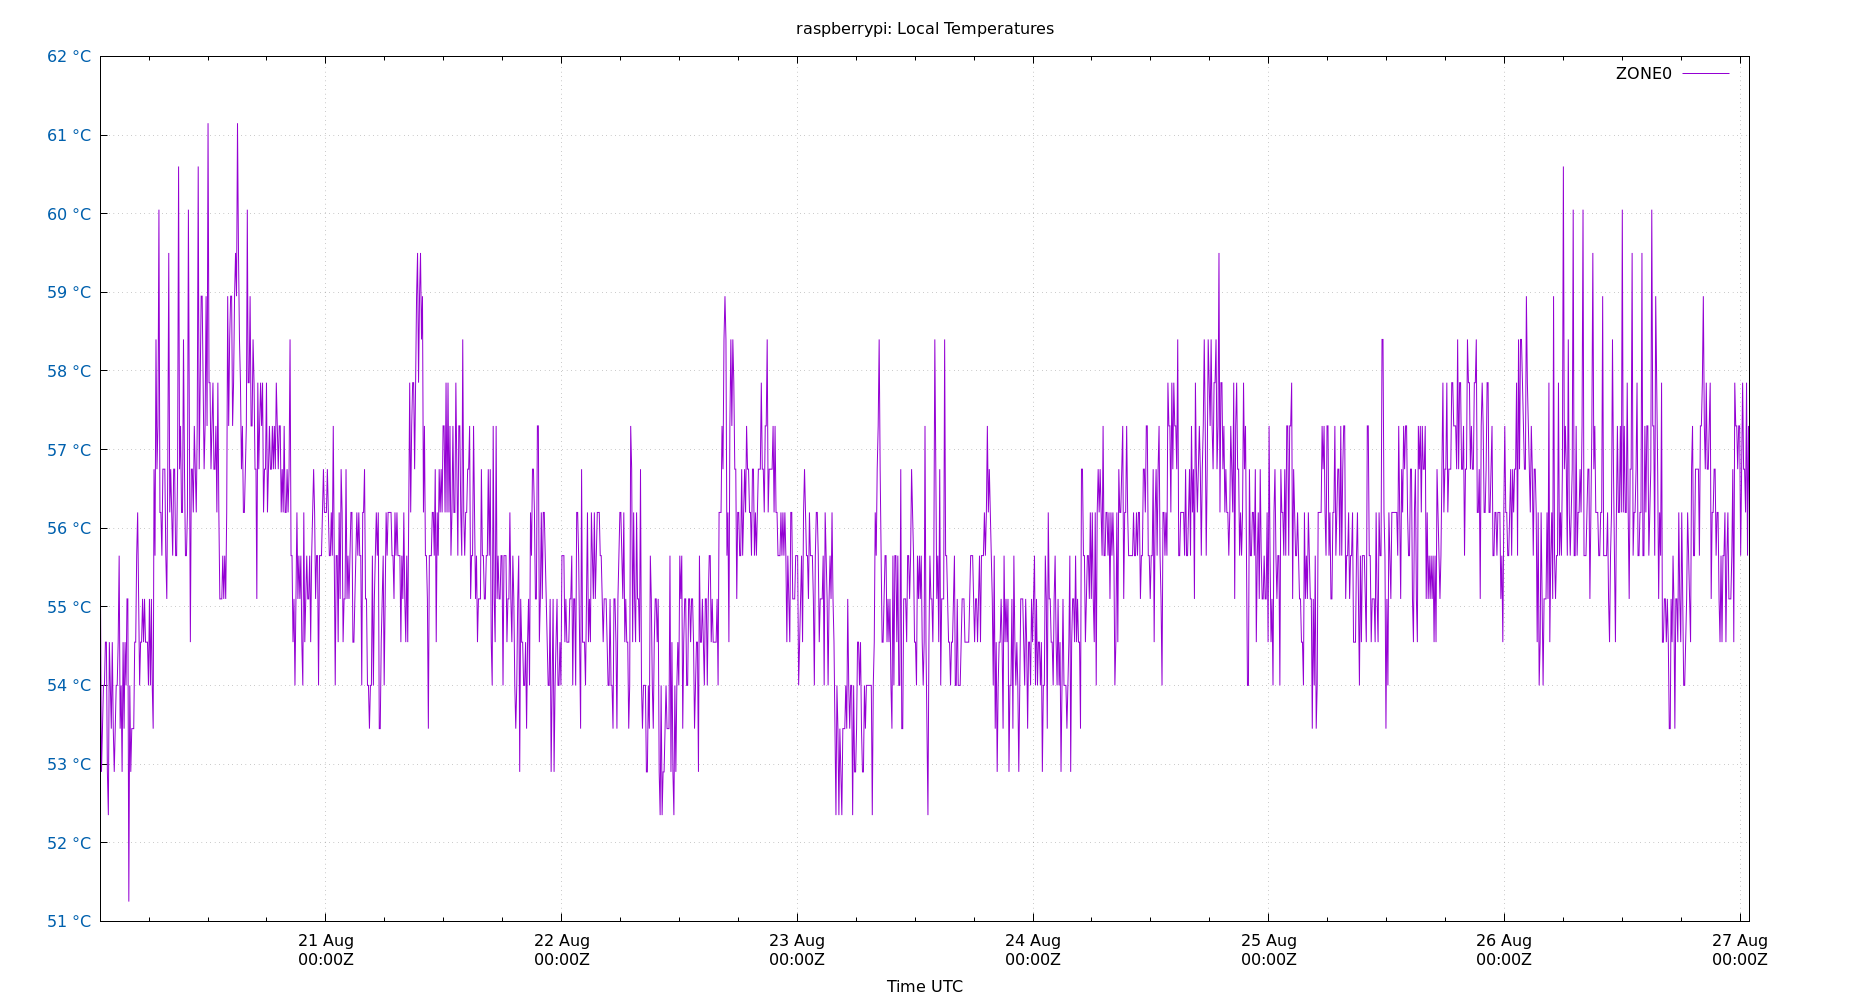 raspberrypi: Local Temperatures
ZONE0
62 °C
61 °C
60 °C
59 °C
58 °C
57 °C
56 °C
55 °C
54 °C
53 °C
52 °C
51 °C
21 Aug
00:00Z
22 Aug
00:00Z
23 Aug
00:00Z
24 Aug
00:00Z
25 Aug
00:00Z
26 Aug
00:00Z
27 Aug
00:00Z
Time UTC